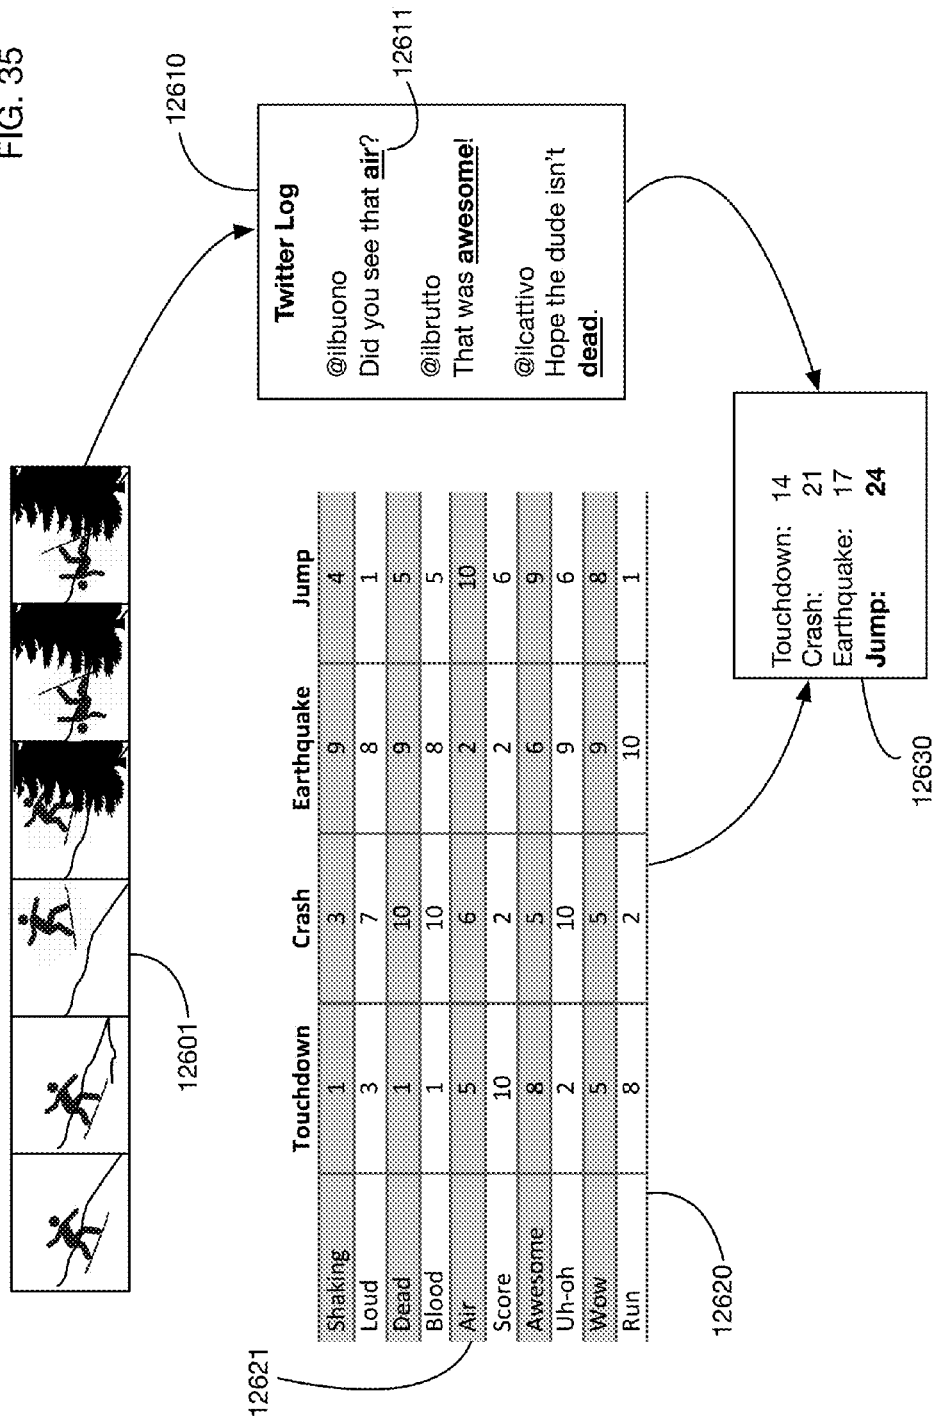 FIG. 35
12601
12610
Twitter Log
@ilbuono
Did you see that air?
@ilbrutto
That was awesome!
@ilcattivo
Hope the dude isn't
dead.
12611
12621
Touchdown Crash Earthquake Jump
Shaking 1 3 9 4
Loud 3 7 8 1
Dead 1 10 9 5
Blood 1 10 8 5
Air 5 6 2 10
Score 10 2 2 6
Awesome 8 5 6 9
Uh-oh 2 10 9 6
Wow 5 5 9 8
Run 8 2 10 1
12620
Touchdown: 14
Crash: 21
Earthquake: 17
Jump: 24
12630